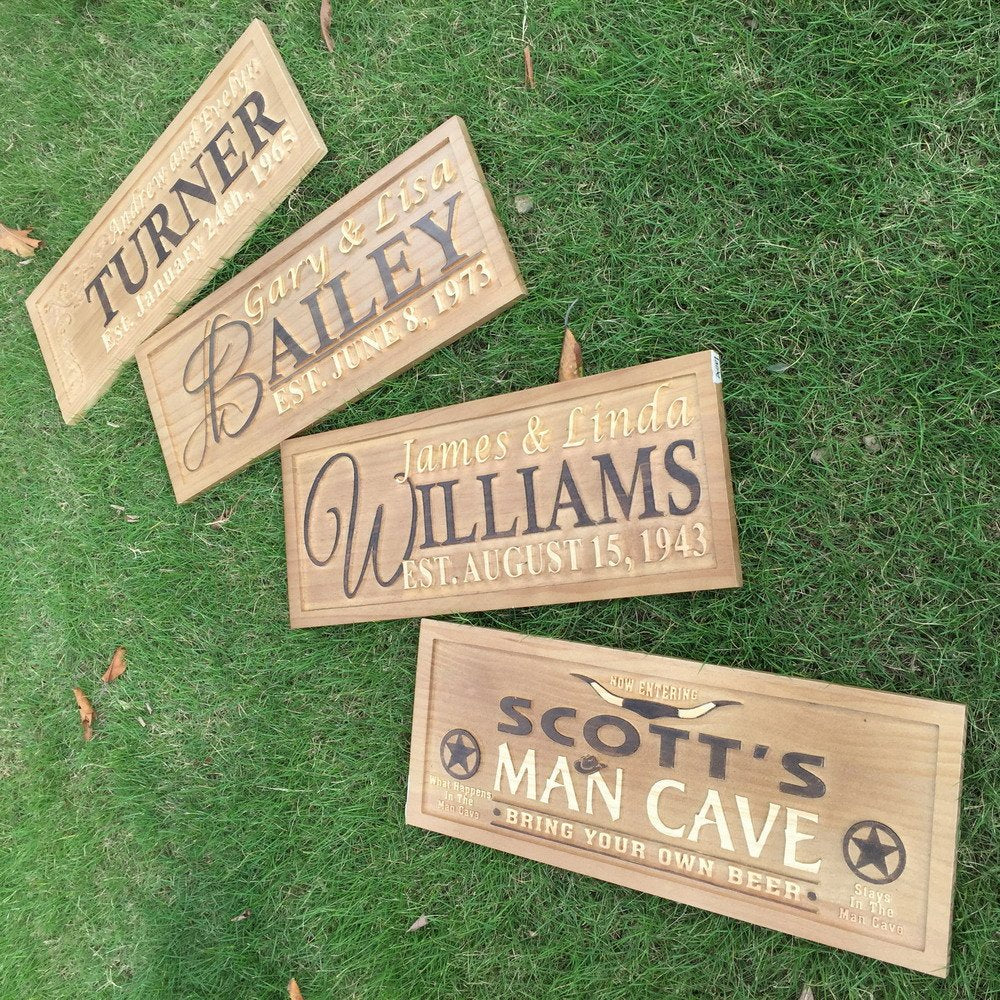 Andrew and Evelyn
TURNER
EST. January 24th, 1965
Gary & Lisa
BAILEY
EST. JUNE 8, 1973
James & Linda
WILLIAMS
EST. AUGUST 15, 1943
NOW ENTERING
SCOTT'S
MAN CAVE
• BRING YOUR OWN BEER •
What Happens
In The
Man Cave
Stays
In The
Man Cave